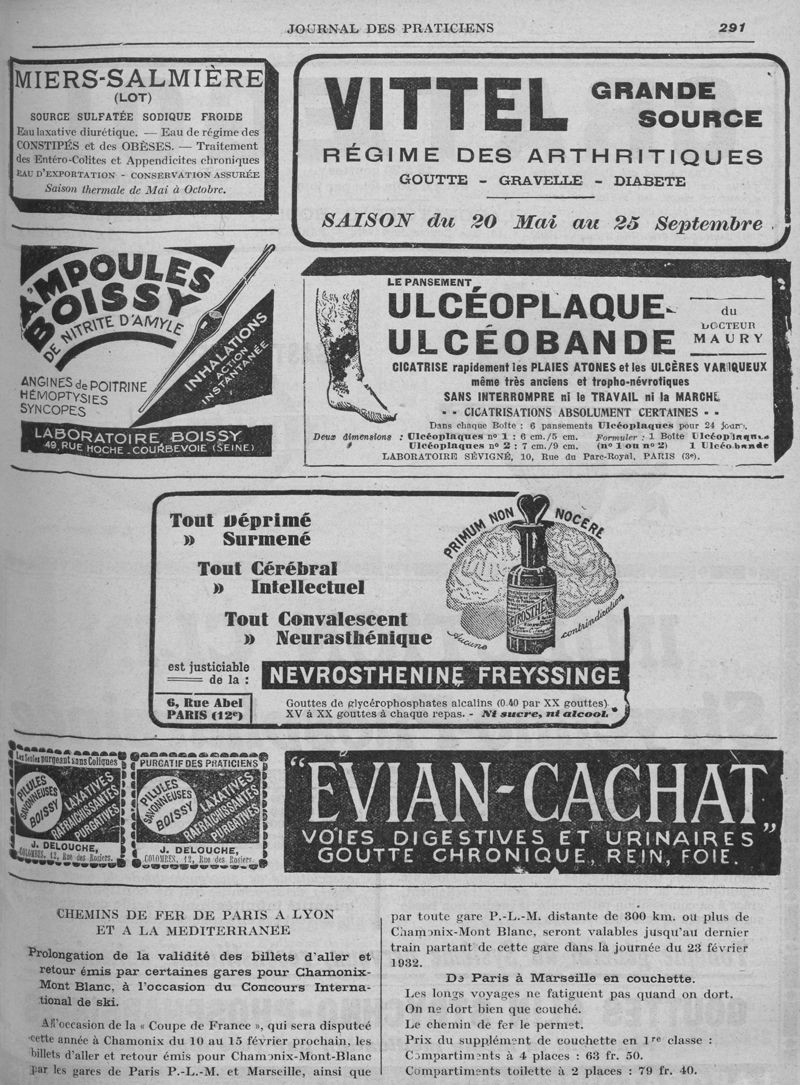 JOURNAL DES PRATICIENS 291
MIERS-SALMIÈRE
(LOT)
SOURCE SULFATÉE SODIQUE FROIDE
Eau laxative diurétique. — Eau de régime des
CONSTIPÉS et des OBÈSES. — Traitement
des Entéro-Colites et Appendicites chroniques
EAU D'EXPORTATION - CONSERVATION ASSURÉE
Saison thermale de Mai à Octobre.
VITTEL GRANDE
SOURCE
RÉGIME DES ARTHRITIQUES
GOUTTE - GRAVELLE - DIABETE
SAISON du 20 Mai au 25 Septembre
AMPOULES
BOISSY
DE NITRITE D'AMYLE
INHALATIONS
ACTION
INSTANTANÉE
ANGINES de POITRINE
HÉMOPTYSIES
SYNCOPES
LABORATOIRE BOISSY
49, RUE HOCHE _ COURBEVOIE (SEINE)
LE PANSEMENT
ULCÉOPLAQUE-
ULCÉOBANDE
du
DOCTEUR
MAURY
CICATRISE rapidement les PLAIES ATONES et les ULCÈRES VARIQUEUX
même très anciens et tropho-névrotiques
SANS INTERROMPRE ni le TRAVAIL ni la MARCHE
- - CICATRISATIONS ABSOLUMENT CERTAINES - -
Dans chaque Boîte : 6 pansements Ulcéoplaques pour 24 jours.
Deux dimensions : Ulcéoplaques nº 1 : 6 cm./5 cm. Formuler : 1 Boîte Ulcéoplaques
Ulcéoplaques nº 2 : 7 cm./9 cm. (nº 1 ou nº 2) 1 Ulcéobande
LABORATOIRE SÉVIGNÉ, 10, Rue du Parc-Royal, PARIS (3e).
Tout Déprimé
» Surmené
Tout Cérébral
» Intellectuel
Tout Convalescent
» Neurasthénique
PRIMUM NON NOCERE
NEVROSTHENINE
Aucune contrindication
est justiciable
de la :
NEVROSTHENINE FREYSSINGE
6, Rue Abel
PARIS (12e)
Gouttes de glycérophosphates alcalins (0.40 par XX gouttes).
XV à XX gouttes à chaque repas. - Ni sucre, ni alcool.
Les Seules purgeant sans Coliques
PILULES
SAVONNEUSES
BOISSY
LAXATIVES
RAFRAICHISSANTES
PURGATIVES
J. DELOUCHE,
COLOMBES, 12, Rue des Rosiers.
PURGATIF DES PRATICIENS
PILULES
SAVONNEUSES
BOISSY
LAXATIVES
RAFRAICHISSANTES
PURGATIVES
J. DELOUCHE,
COLOMBES, 12, Rue des Rosiers.
"EVIAN-CACHAT"
VOIES DIGESTIVES ET URINAIRES
GOUTTE CHRONIQUE, REIN, FOIE.
CHEMINS DE FER DE PARIS A LYON
ET A LA MEDITERRANEE
Prolongation de la validité des billets d'aller et
retour émis par certaines gares pour Chamonix-
Mont Blanc, à l'occasion du Concours Interna-
tional de ski.
A l'occasion de la « Coupe de France », qui sera disputée
cette année à Chamonix du 10 au 15 février prochain, les
billets d'aller et retour émis pour Chamonix-Mont-Blanc
par les gares de Paris P.-L.-M. et Marseille, ainsi que
par toute gare P.-L.-M. distante de 300 km. ou plus de
Chamonix-Mont Blanc, seront valables jusqu'au dernier
train partant de cette gare dans la journée du 23 février
1932.
De Paris à Marseille en couchette.
Les longs voyages ne fatiguent pas quand on dort.
On ne dort bien que couché.
Le chemin de fer le permet.
Prix du supplément de couchette en 1re classe :
Compartiments à 4 places : 63 fr. 50.
Compartiments toilette à 2 places : 79 fr. 40.